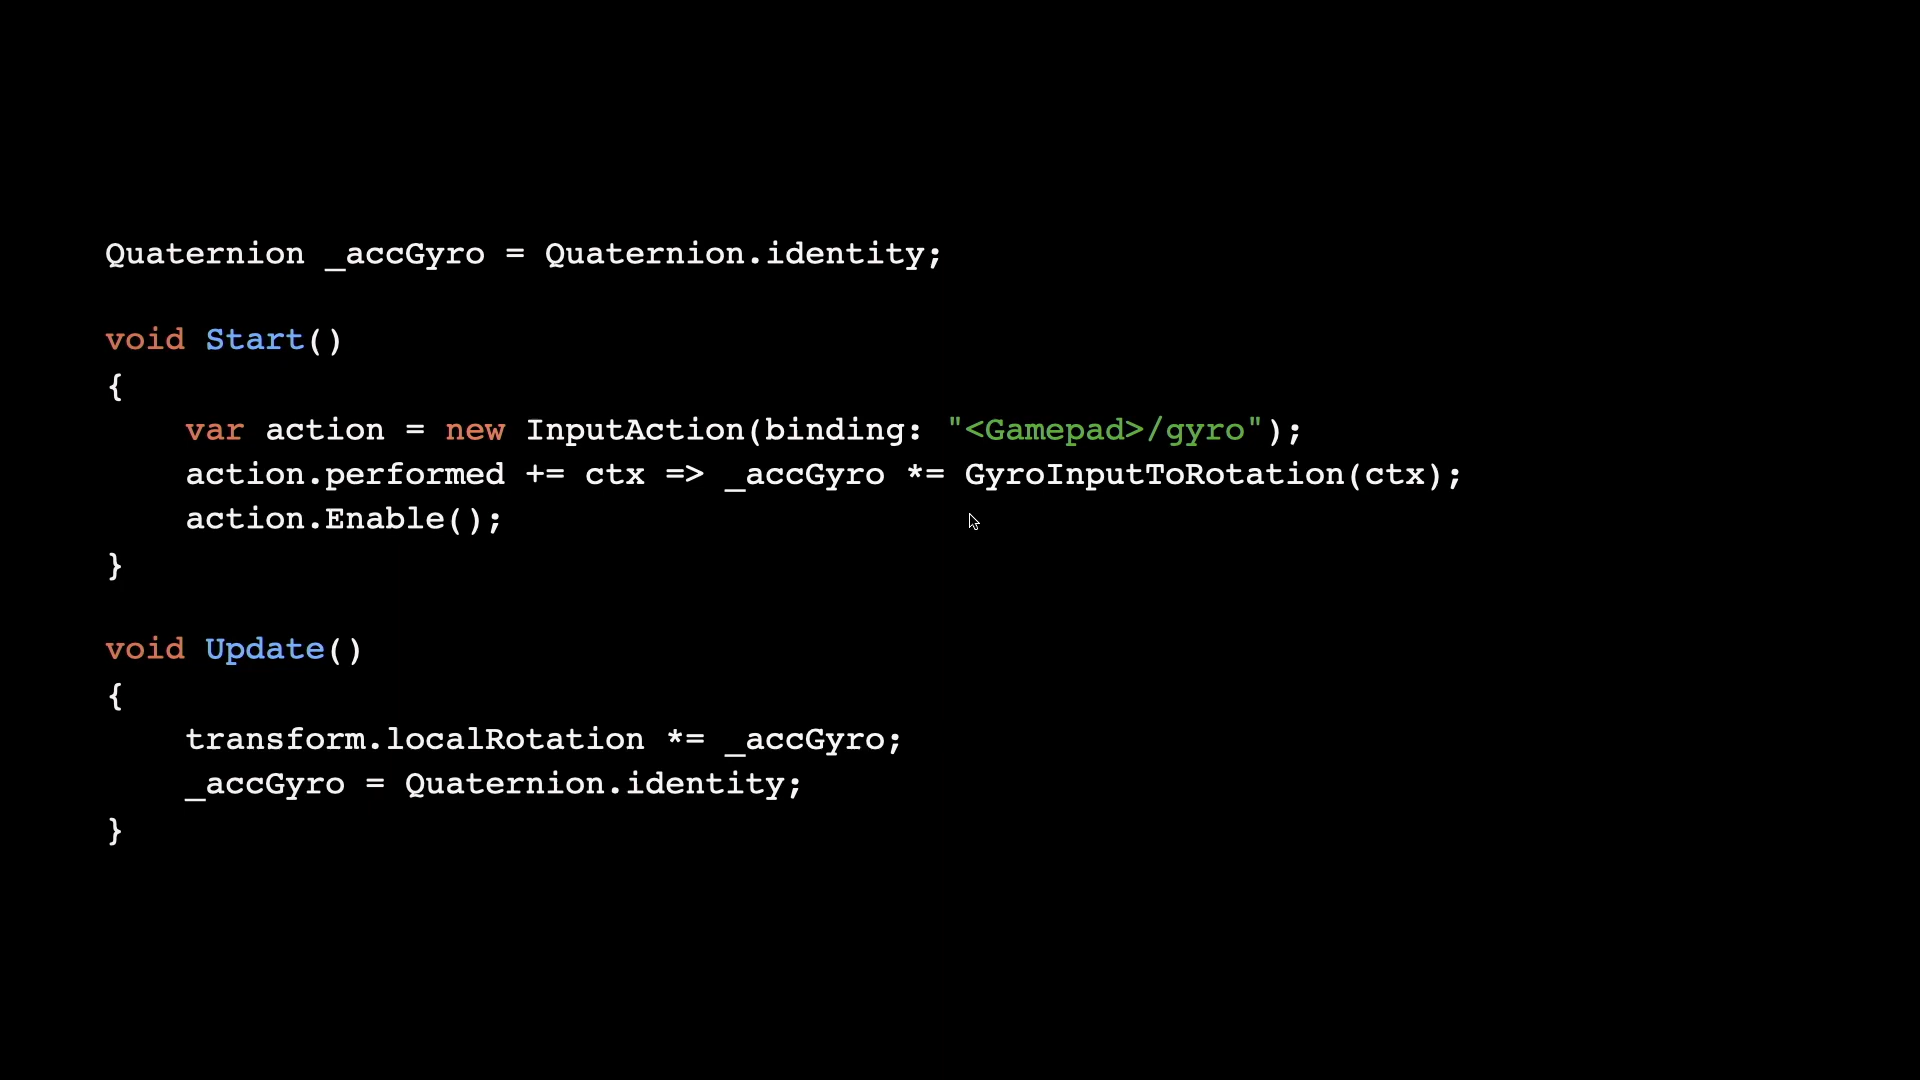 Quaternion _accGyro = Quaternion.identity;
void Start()
{
    var action = new InputAction(binding: "<Gamepad>/gyro");
    action.performed += ctx => _accGyro *= GyroInputToRotation(ctx);
    action.Enable();
}
void Update()
{
    transform.localRotation *= _accGyro;
    _accGyro = Quaternion.identity;
}